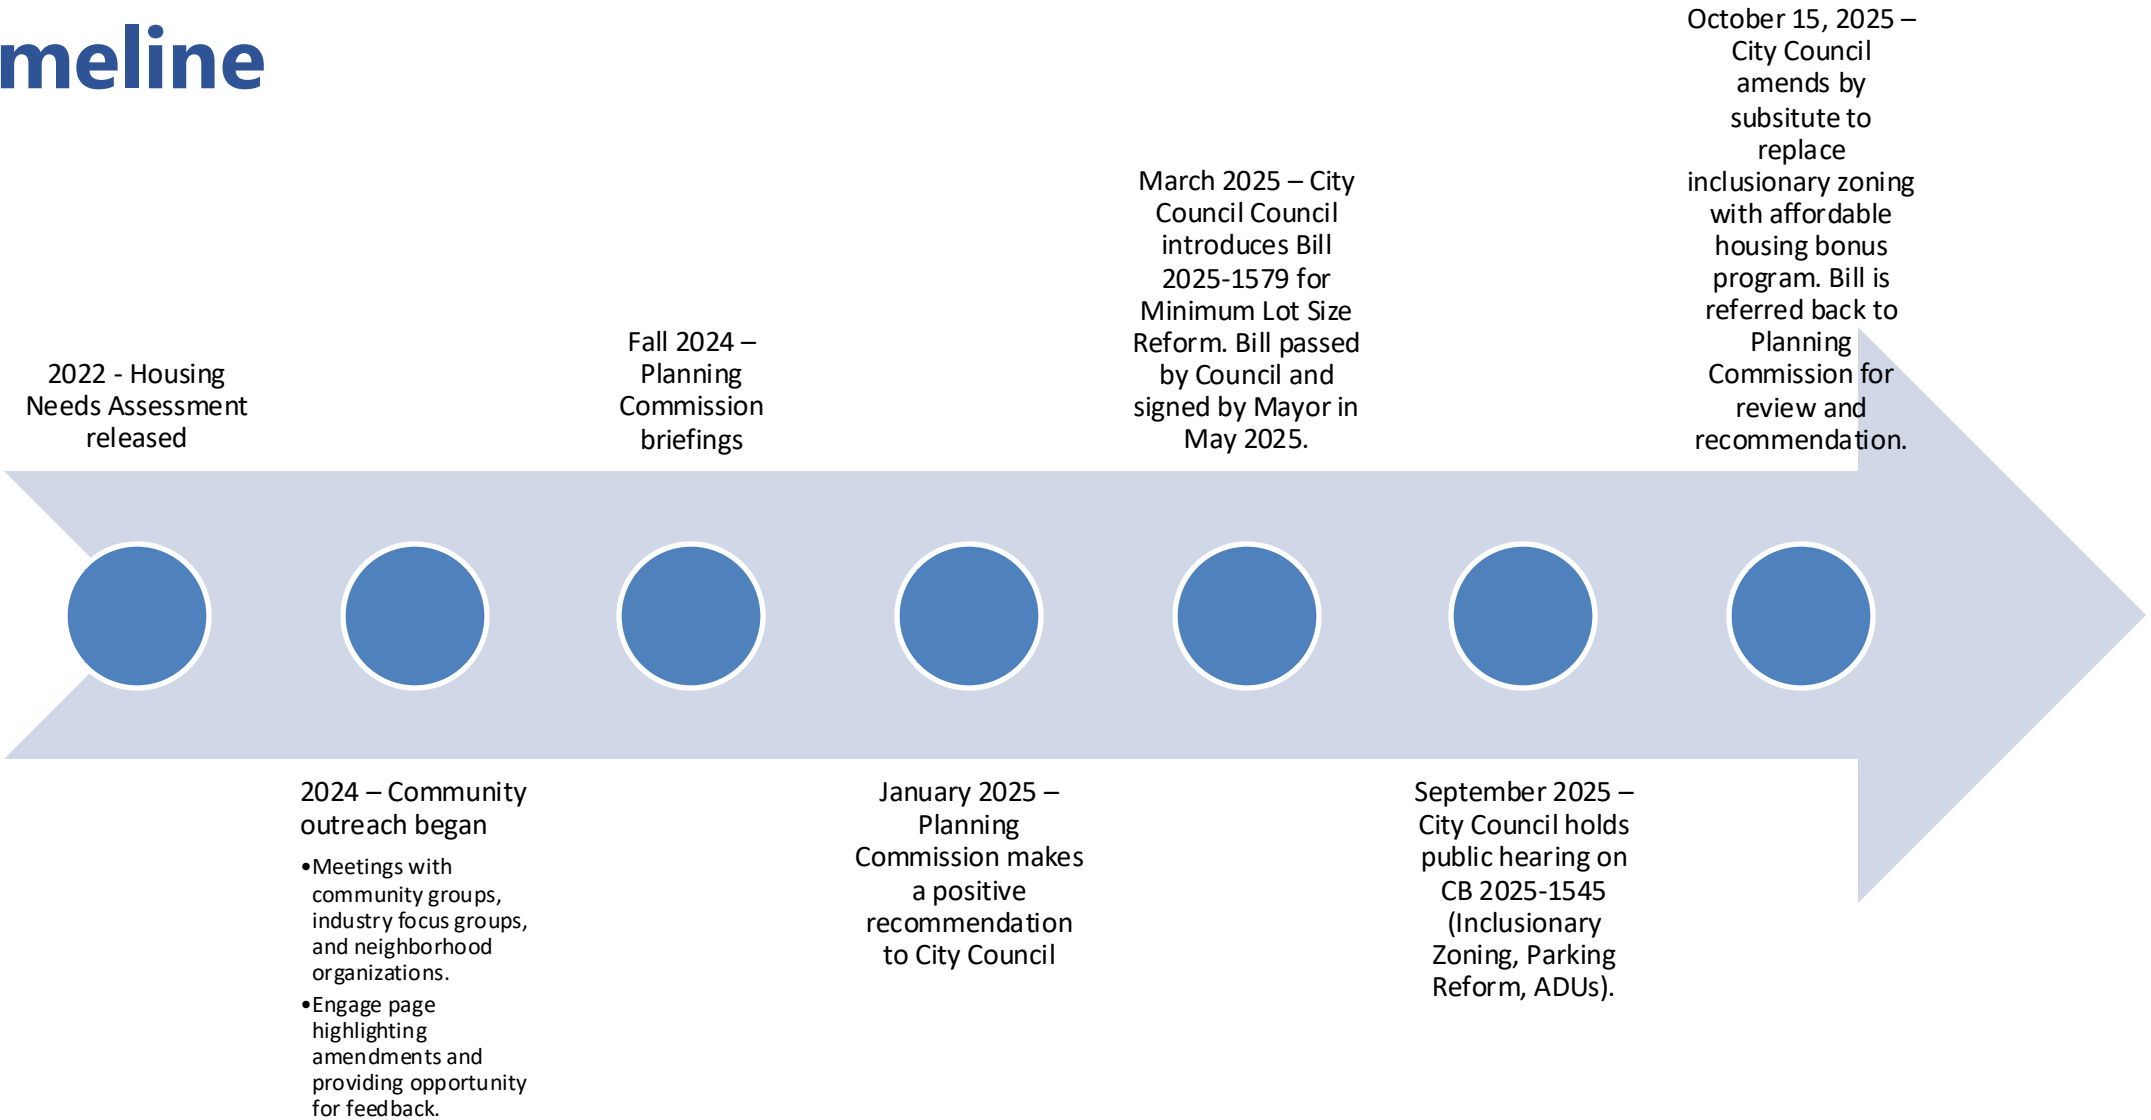 meline
2022 - Housing
Needs Assessment
released
2024 – Community
outreach began
•Meetings with
community groups,
industry focus groups,
and neighborhood
organizations.
•Engage page
highlighting
amendments and
providing opportunity
for feedback.
Fall 2024 –
Planning
Commission
briefings
January 2025 –
Planning
Commission makes
a positive
recommendation
to City Council
March 2025 – City
Council Council
introduces Bill
2025-1579 for
Minimum Lot Size
Reform. Bill passed
by Council and
signed by Mayor in
May 2025.
September 2025 –
City Council holds
public hearing on
CB 2025-1545
(Inclusionary
Zoning, Parking
Reform, ADUs).
October 15, 2025 –
City Council
amends by
subsitute to
replace
inclusionary zoning
with affordable
housing bonus
program. Bill is
referred back to
Planning
Commission for
review and
recommendation.